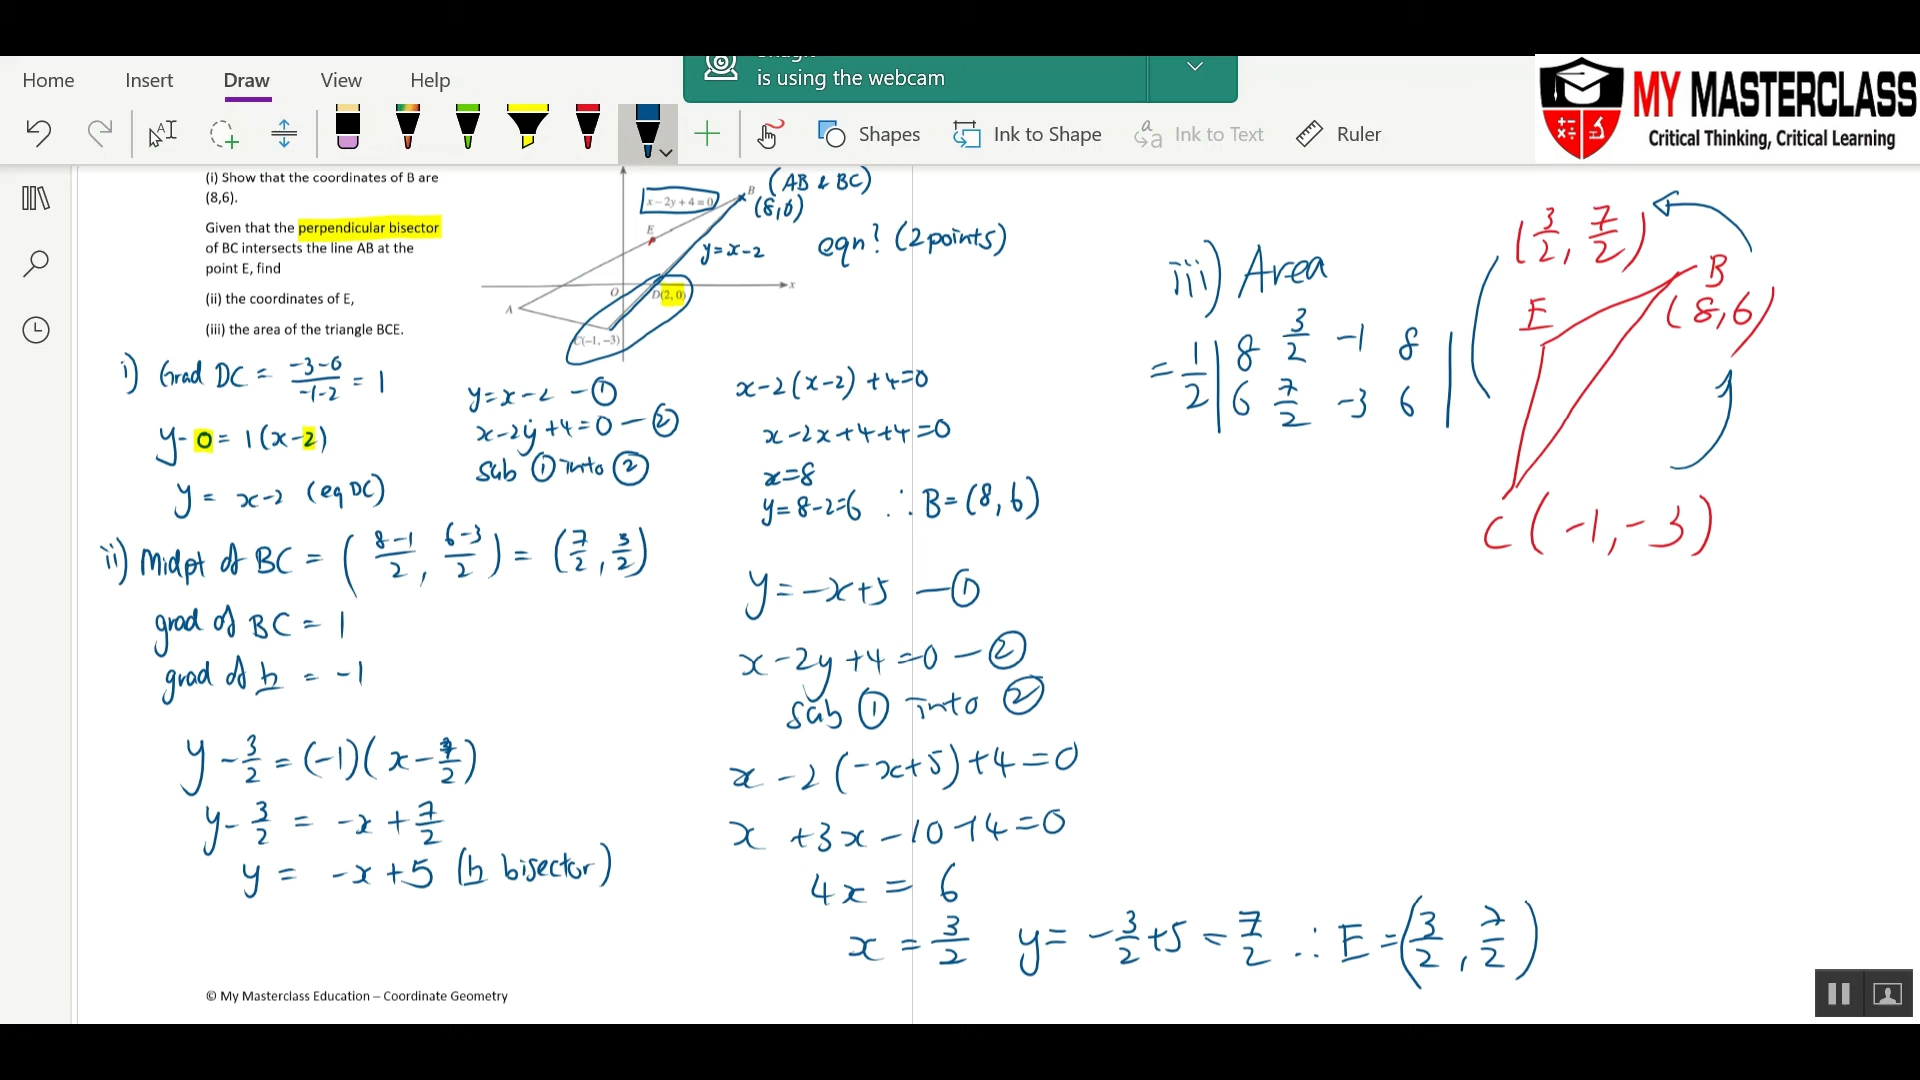 Home Insert Draw View Help
is using the webcam
Shapes Ink to Shape Ink to Text Ruler
MY MASTERCLASS
Critical Thinking, Critical Learning
(i) Show that the coordinates of B are
(8,6).
Given that the perpendicular bisector
of BC intersects the line AB at the
point E, find
(ii) the coordinates of E,
(iii) the area of the triangle BCE.
x − 2y + 4 = 0
B
(AB & BC)
(8,6)
E
y=x-2
eqn? (2 points)
O
D(2, 0)
x
A
C(−1, −3)
i) Grad DC = -3-0/-1-2 = 1
y-0 = 1(x-2)
y = x-2 (eq DC)
y=x-2 -①
x-2y+4=0 -②
sub ① into ②
x-2(x-2)+4=0
x-2x+4+4=0
x=8
y=8-2=6 ∴ B=(8,6)
ii) Midpt of BC = (8-1/2, 6-3/2) = (7/2, 3/2)
grad of BC = 1
grad of ⊥ = -1
y-3/2 = (-1)(x-7/2)
y-3/2 = -x+7/2
y = -x+5 (⊥ bisector)
y=-x+5 -①
x-2y+4=0 -②
sub ① into ②
x-2(-x+5)+4=0
x+3x-10+4=0
4x = 6
x = 3/2 y= -3/2+5 = 7/2 ∴ E=(3/2, 7/2)
iii) Area
= 1/2 | 8 3/2 -1 8 |
6 7/2 -3 6
(3/2, 7/2)
E
B
(8,6)
C(-1,-3)
© My Masterclass Education – Coordinate Geometry